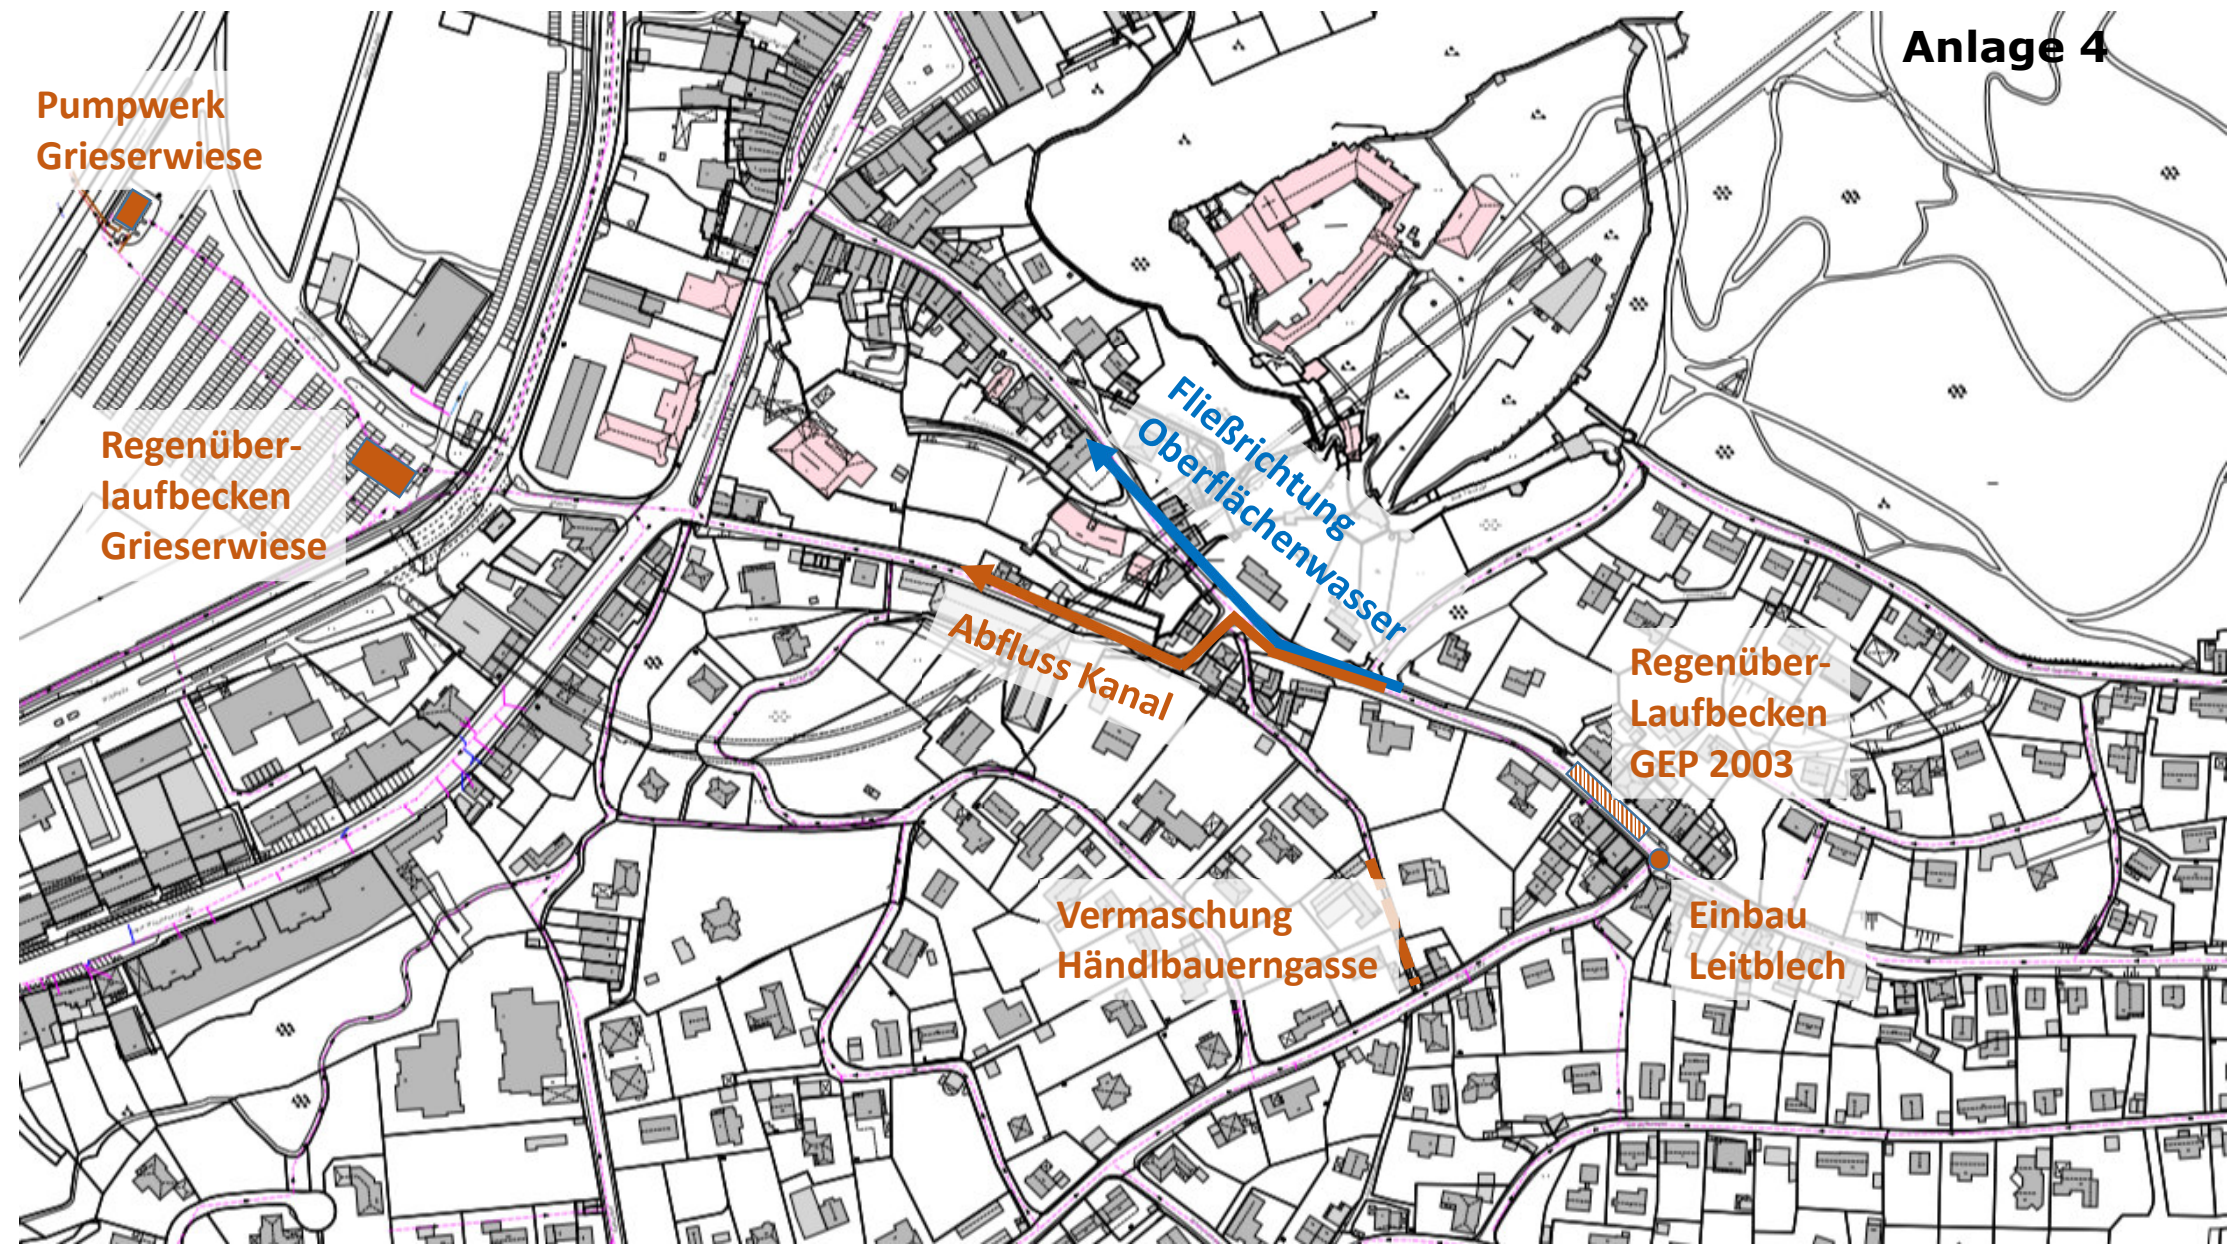 Anlage 4
Pumpwerk
Grieserwiese
Regenüber-
laufbecken
Grieserwiese
Fließrichtung
Oberflächenwasser
Abfluss Kanal
Regenüber-
Laufbecken
GEP 2003
Vermaschung
Händlbauerngasse
Einbau
Leitblech